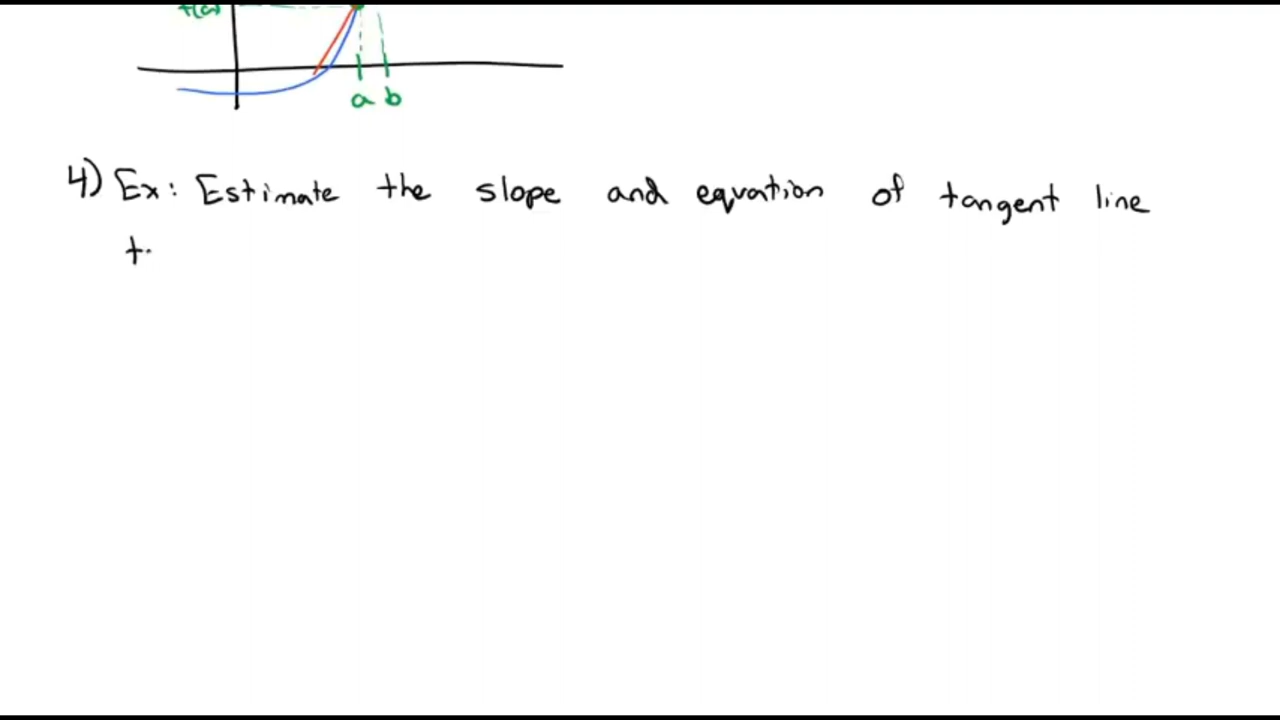 f(a)
a b
4) Ex: Estimate the slope and equation of tangent line